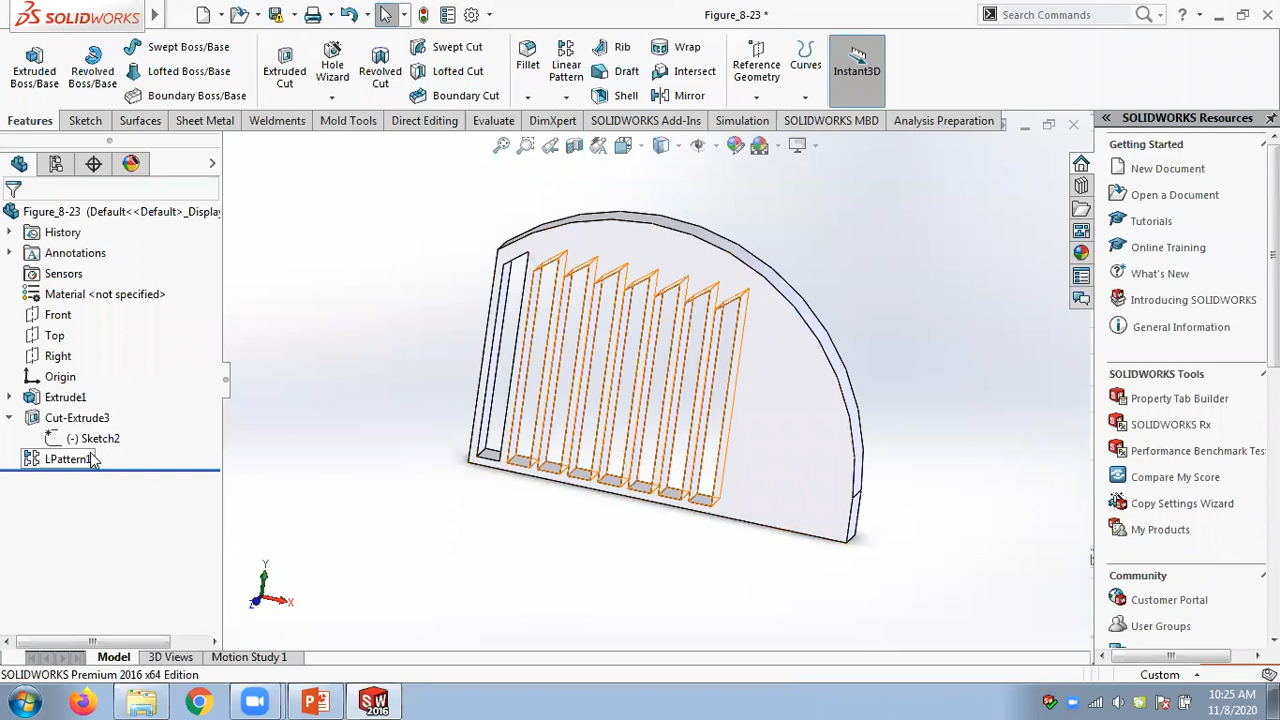 SOLIDWORKS
Figure_8-23 *
Search Commands
?
Extruded Boss/Base
Revolved Boss/Base
Swept Boss/Base
Lofted Boss/Base
Boundary Boss/Base
Extruded Cut
Hole Wizard
Revolved Cut
Swept Cut
Lofted Cut
Boundary Cut
Fillet
Linear Pattern
Rib
Draft
Shell
Wrap
Intersect
Mirror
Reference Geometry
Curves
Instant3D
Features
Sketch
Surfaces
Sheet Metal
Weldments
Mold Tools
Direct Editing
Evaluate
DimXpert
SOLIDWORKS Add-Ins
Simulation
SOLIDWORKS MBD
Analysis Preparation
Figure_8-23 (Default<<Default>_Display
History
Annotations
Sensors
Material <not specified>
Front
Top
Right
Origin
Extrude1
Cut-Extrude3
(-) Sketch2
LPattern1
Y
X
Z
SOLIDWORKS Resources
Getting Started
New Document
Open a Document
Tutorials
Online Training
What's New
Introducing SOLIDWORKS
General Information
SOLIDWORKS Tools
Property Tab Builder
SOLIDWORKS Rx
Performance Benchmark Tes
Compare My Score
Copy Settings Wizard
My Products
Community
Customer Portal
User Groups
Model
3D Views
Motion Study 1
SOLIDWORKS Premium 2016 x64 Edition
Custom
SW
2016
10:25 AM
11/8/2020